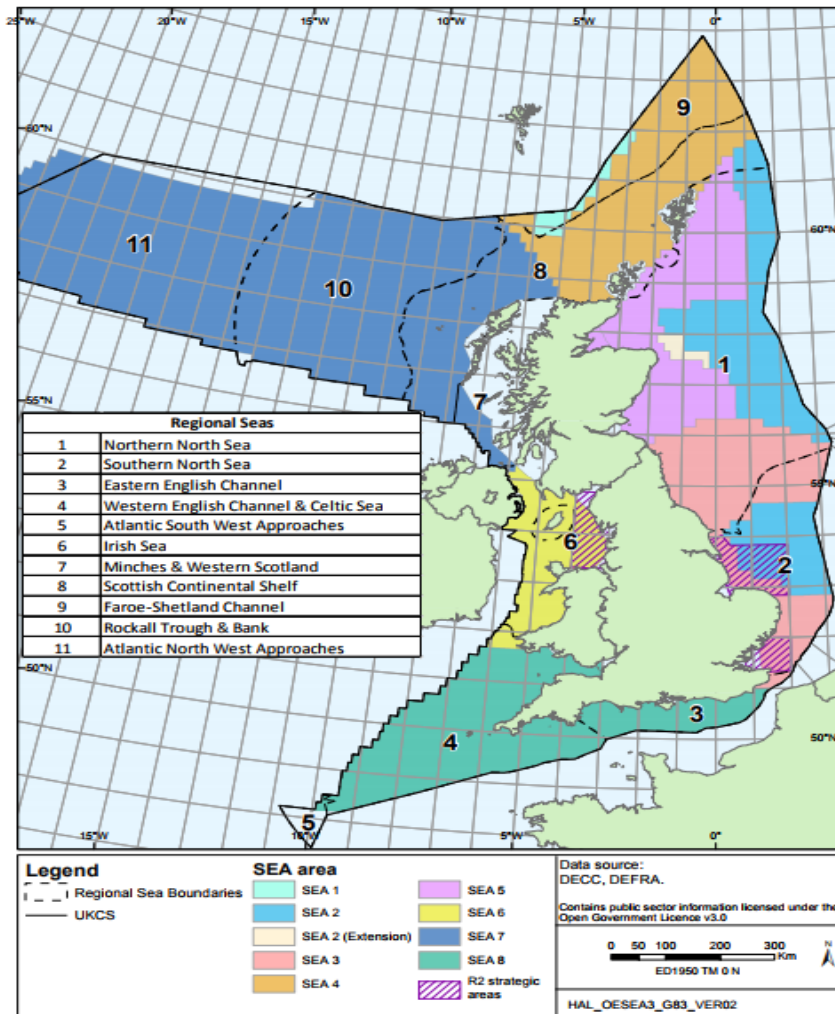 25°W
20°W
15°W
10°W
5°W
0°
5°
60°N
9
60°N
11
10
8
1
55°N
7
Regional Seas
1 Northern North Sea
2 Southern North Sea
3 Eastern English Channel
4 Western English Channel & Celtic Sea
5 Atlantic South West Approaches
6 Irish Sea
7 Minches & Western Scotland
8 Scottish Continental Shelf
9 Faroe-Shetland Channel
10 Rockall Trough & Bank
11 Atlantic North West Approaches
55°N
6
2
50°N
3
4
50°N
5
15°W
10°W
5°W
0°
Legend
Regional Sea Boundaries
UKCS
SEA area
SEA 1
SEA 2
SEA 2 (Extension)
SEA 3
SEA 4
SEA 5
SEA 6
SEA 7
SEA 8
R2 strategic
areas
Data source:
DECC, DEFRA.
Contains public sector information licensed under the
Open Government Licence v3.0
0 50 100 200 300
Km
N
ED1950 TM 0 N
HAL_OESEA3_G83_VER02